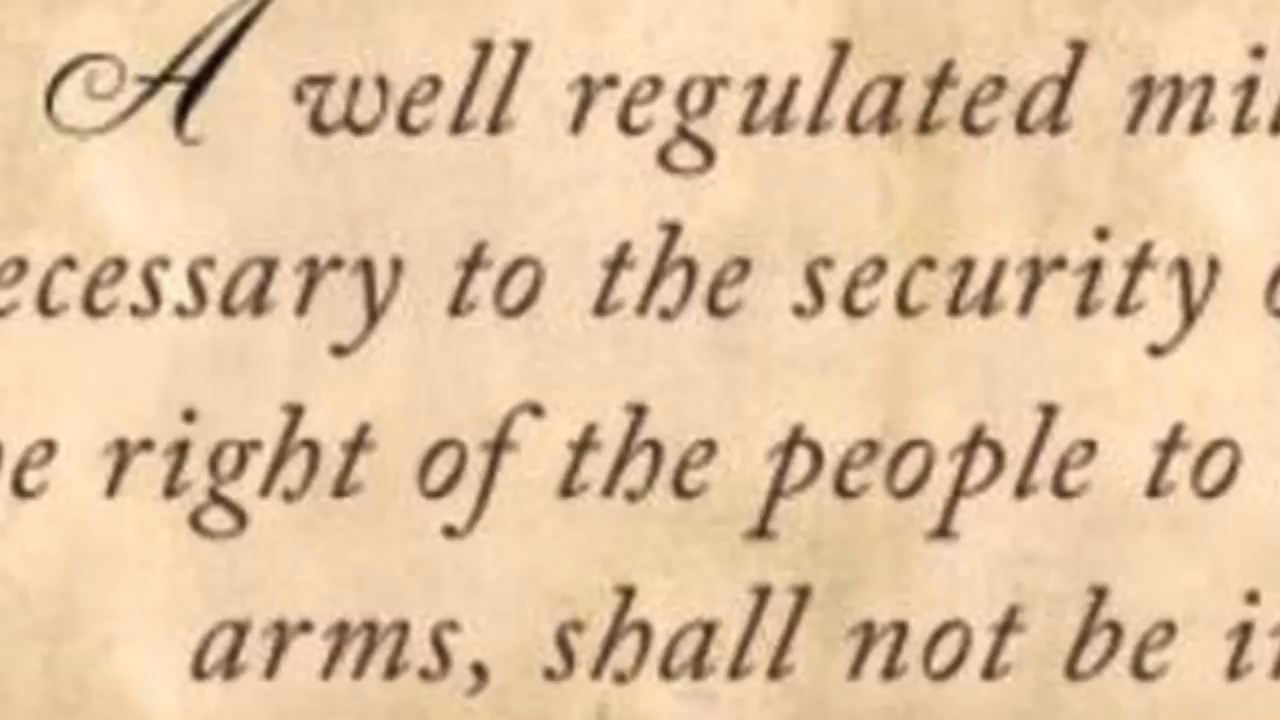 A well regulated mi
ecessary to the security
e right of the people to
arms, shall not be i